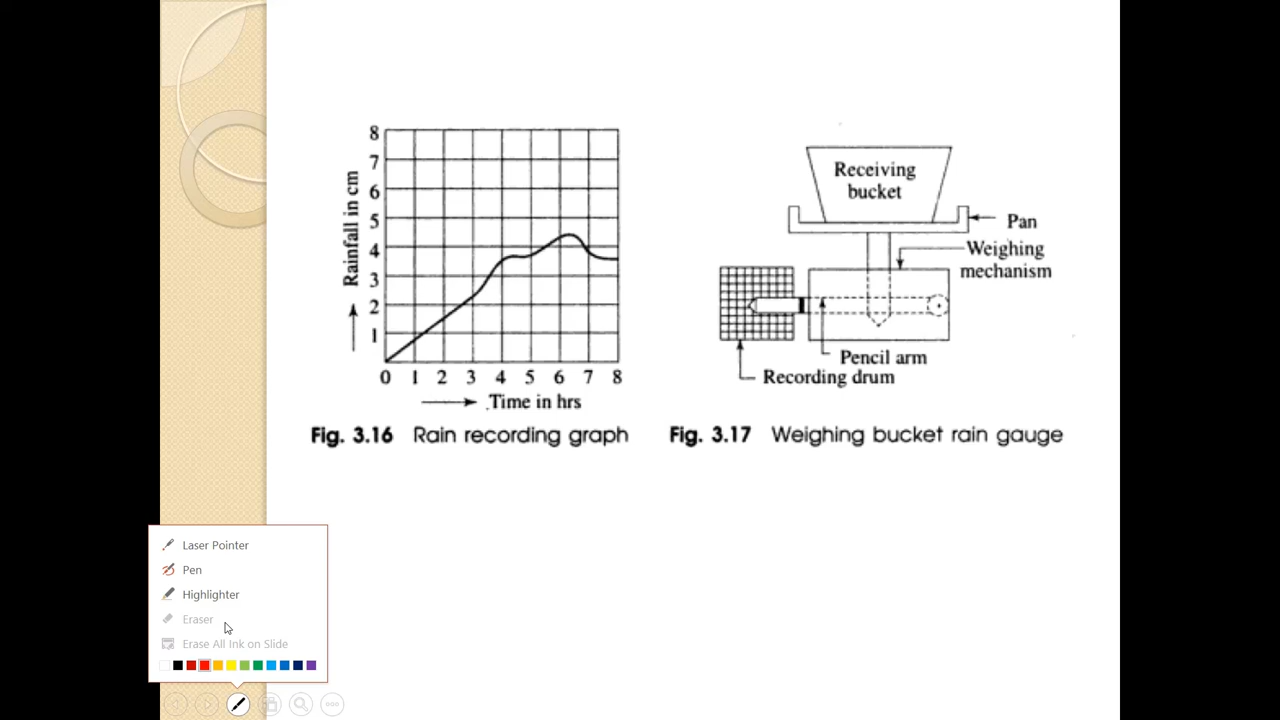 8
7
6
5
4
3
2
1
Rainfall in cm
0 1 2 3 4 5 6 7 8
Time in hrs
Fig. 3.16 Rain recording graph
Receiving
bucket
Pan
Weighing
mechanism
Pencil arm
Recording drum
Fig. 3.17 Weighing bucket rain gauge
Laser Pointer
Pen
Highlighter
Eraser
Erase All Ink on Slide